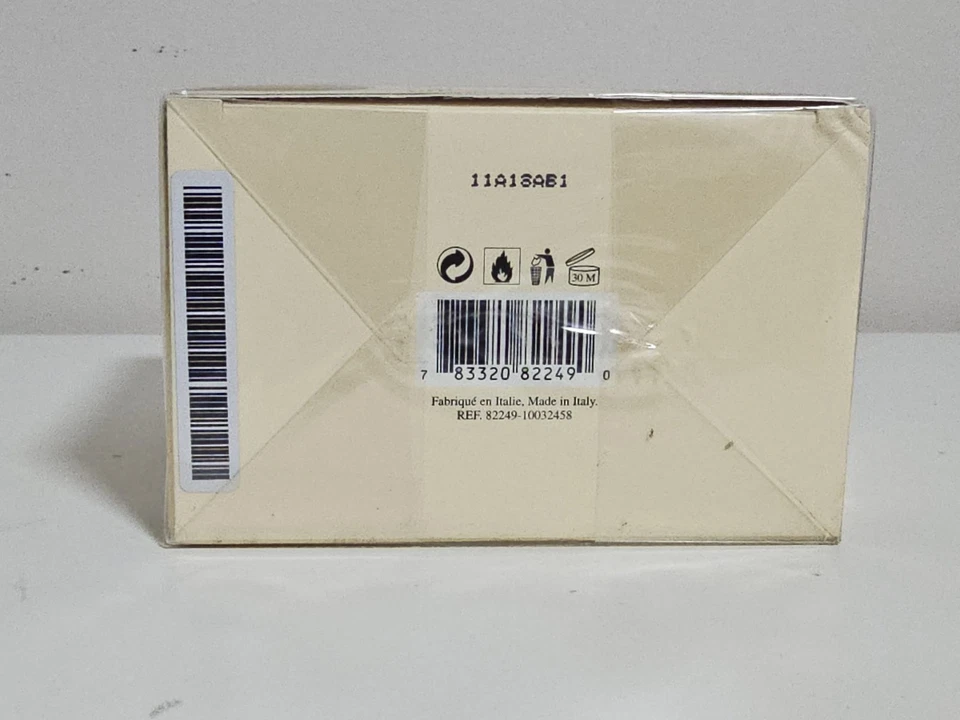 11A18AB1
30 M
7 83320 82249 0
Fabriqué en Italie, Made in Italy.
REF. 82249-10032458